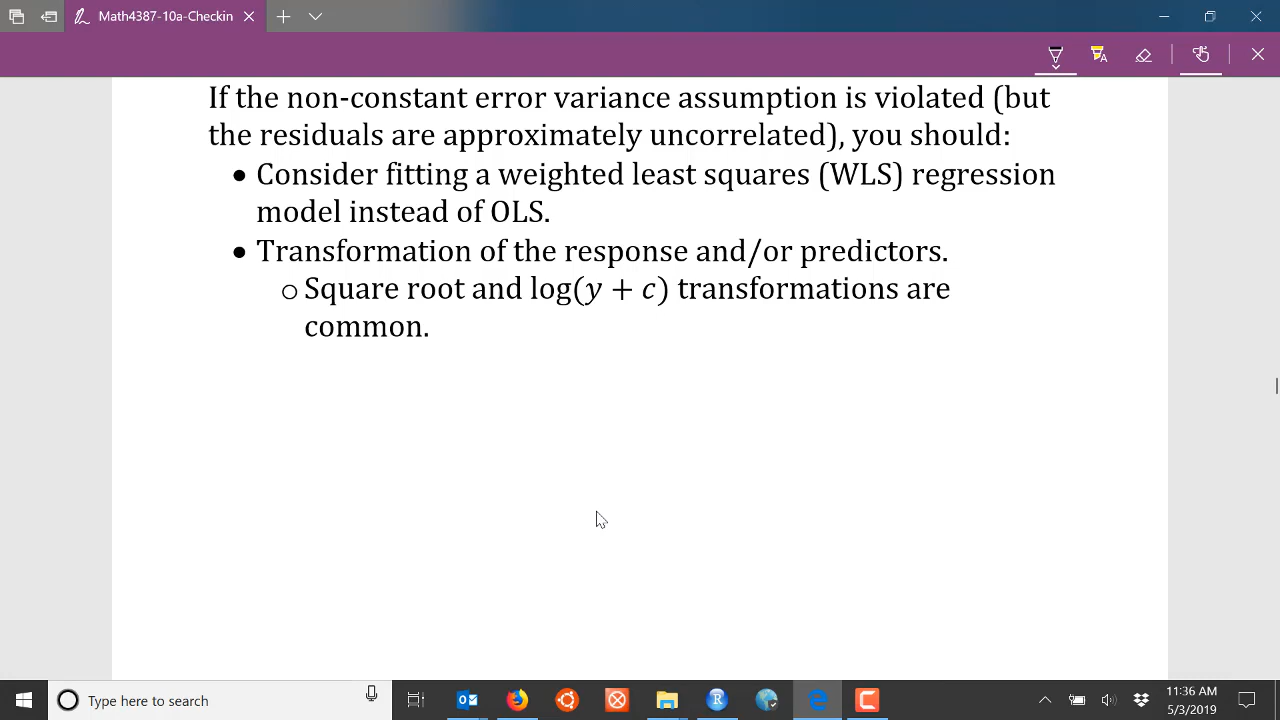 Math4387-10a-Checkin
If the non-constant error variance assumption is violated (but
the residuals are approximately uncorrelated), you should:
• Consider fitting a weighted least squares (WLS) regression
model instead of OLS.
• Transformation of the response and/or predictors.
o Square root and log(y + c) transformations are
common.
Type here to search
11:36 AM
5/3/2019